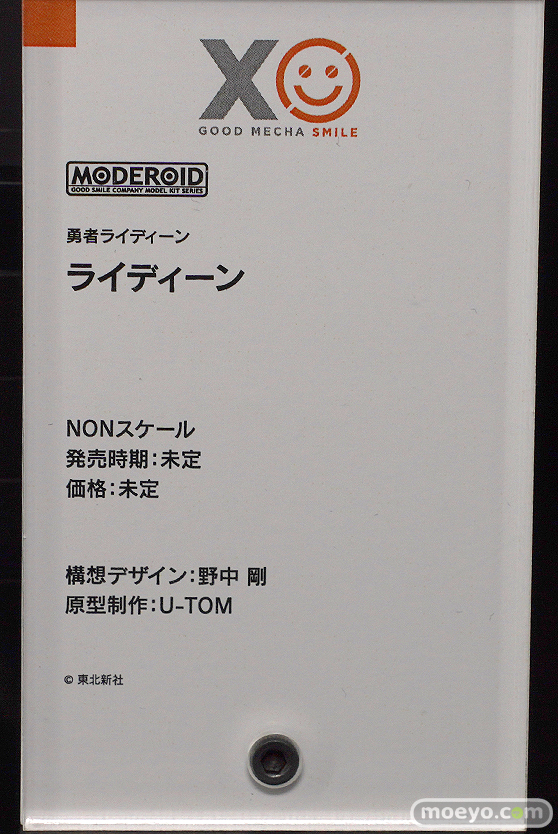 XO
GOOD MECHA SMILE
MODEROID
GOOD SMILE COMPANY MODEL KIT SERIES
勇者ライディーン
ライディーン
NONスケール
発売時期：未定
価格：未定
構想デザイン：野中 剛
原型制作：U-TOM
© 東北新社
moeyo.com